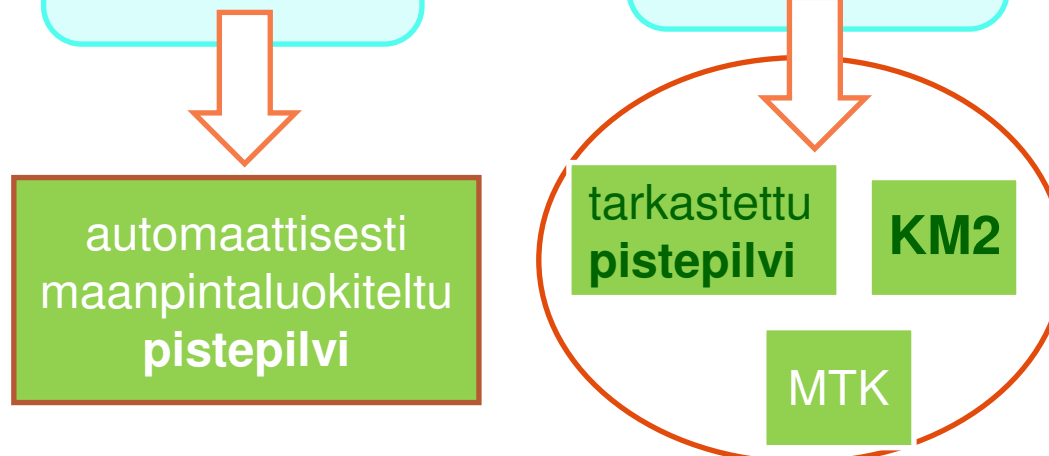 automaattisesti
maanpintaluokiteltu
pistepilvi
tarkastettu
pistepilvi
KM2
MTK